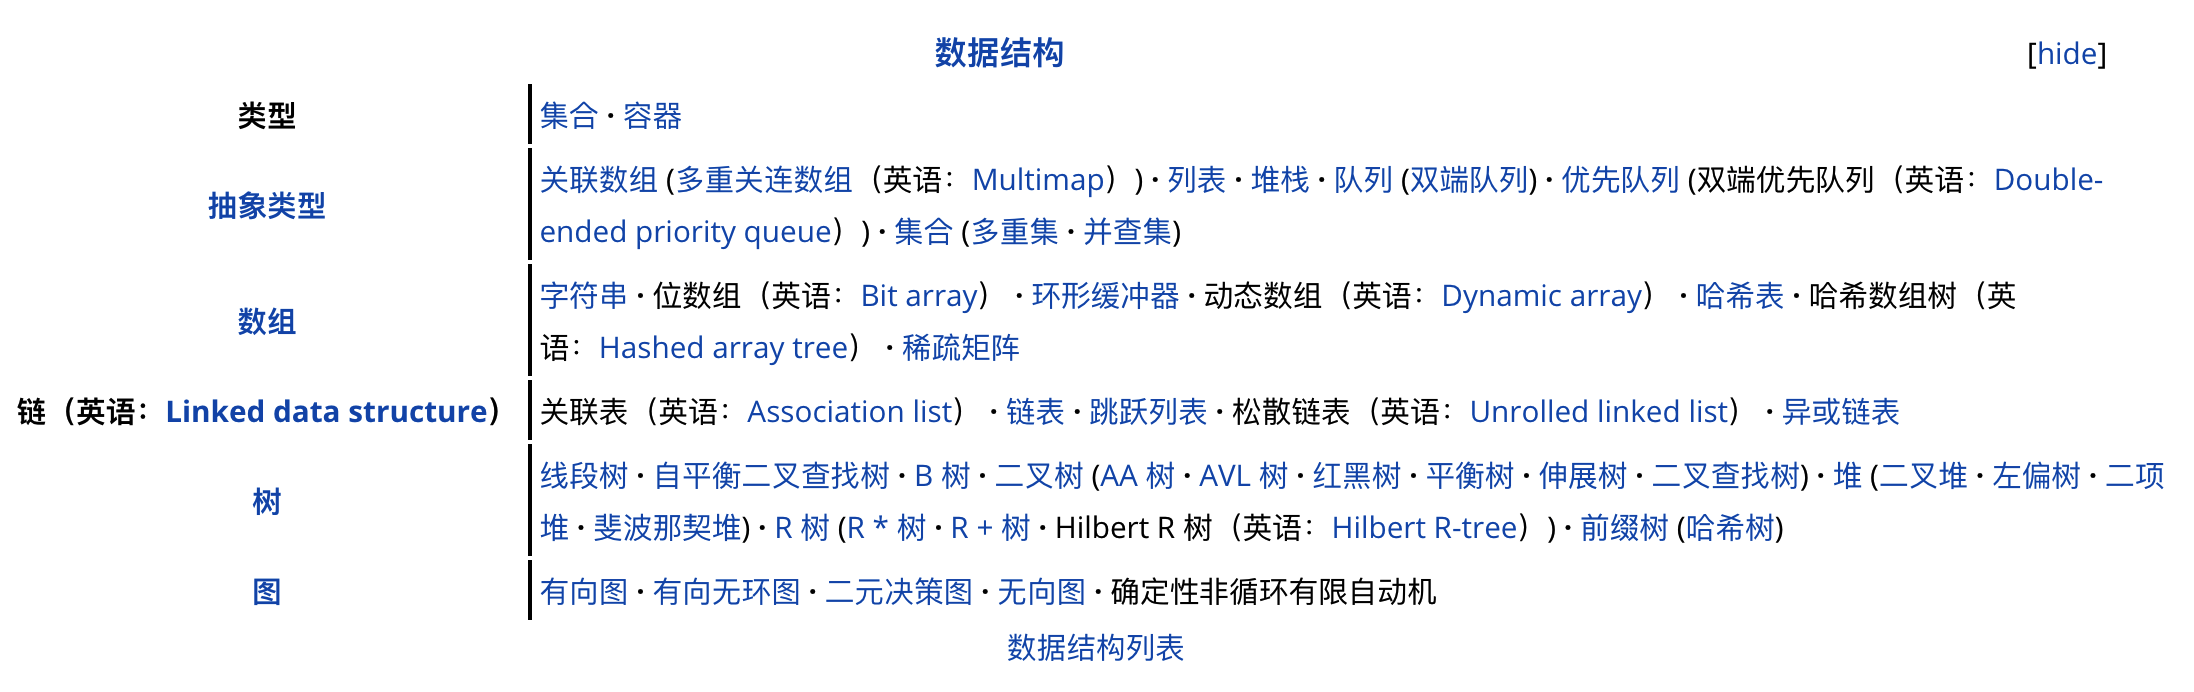 数据结构 [hide]
类型 集合 · 容器
抽象类型
关联数组 (多重关连数组（英语：Multimap）) · 列表 · 堆栈 · 队列 (双端队列) · 优先队列 (双端优先队列（英语：Double-
ended priority queue）) · 集合 (多重集 · 并查集)
数组
字符串 · 位数组（英语：Bit array） · 环形缓冲器 · 动态数组（英语：Dynamic array） · 哈希表 · 哈希数组树（英
语：Hashed array tree） · 稀疏矩阵
链（英语：Linked data structure） 关联表（英语：Association list） · 链表 · 跳跃列表 · 松散链表（英语：Unrolled linked list） · 异或链表
树
线段树 · 自平衡二叉查找树 · B 树 · 二叉树 (AA 树 · AVL 树 · 红黑树 · 平衡树 · 伸展树 · 二叉查找树) · 堆 (二叉堆 · 左偏树 · 二项
堆 · 斐波那契堆) · R 树 (R * 树 · R + 树 · Hilbert R 树（英语：Hilbert R-tree）) · 前缀树 (哈希树)
图 有向图 · 有向无环图 · 二元决策图 · 无向图 · 确定性非循环有限自动机
数据结构列表